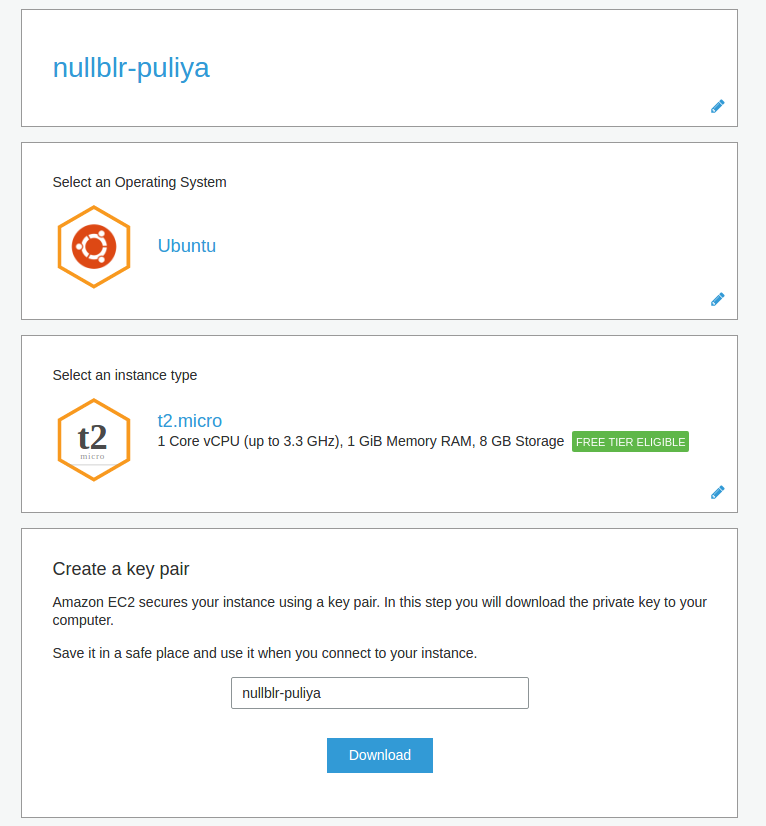 nullblr-puliya
Select an Operating System
Ubuntu
Select an instance type
t2
micro
t2.micro
1 Core vCPU (up to 3.3 GHz), 1 GiB Memory RAM, 8 GB Storage FREE TIER ELIGIBLE
Create a key pair
Amazon EC2 secures your instance using a key pair. In this step you will download the private key to your
computer.
Save it in a safe place and use it when you connect to your instance.
nullblr-puliya
Download